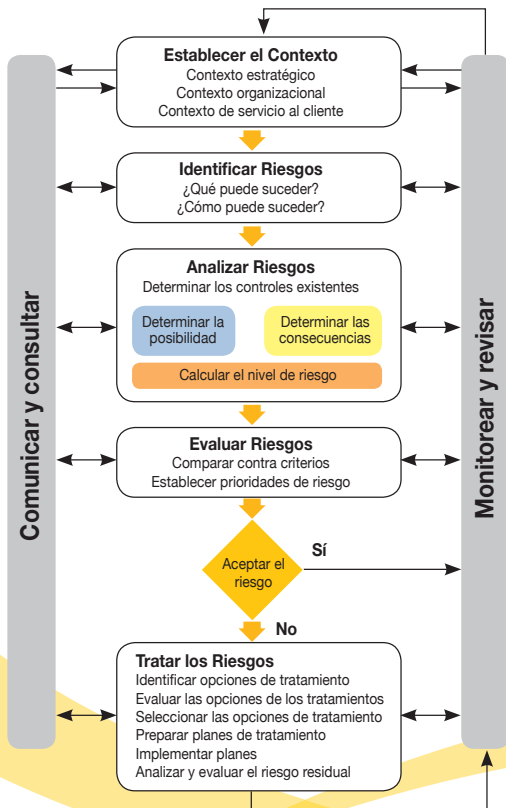 Establecer el Contexto
Contexto estratégico
Contexto organizacional
Contexto de servicio al cliente
Identificar Riesgos
¿Qué puede suceder?
¿Cómo puede suceder?
Analizar Riesgos
Determinar los controles existentes
Determinar la
posibilidad
Determinar las
consecuencias
Calcular el nivel de riesgo
Evaluar Riesgos
Comparar contra criterios
Establecer prioridades de riesgo
Aceptar el
riesgo
Sí
No
Tratar los Riesgos
Identificar opciones de tratamiento
Evaluar las opciones de los tratamientos
Seleccionar las opciones de tratamiento
Preparar planes de tratamiento
Implementar planes
Analizar y evaluar el riesgo residual
Comunicar y consultar
Monitorear y revisar